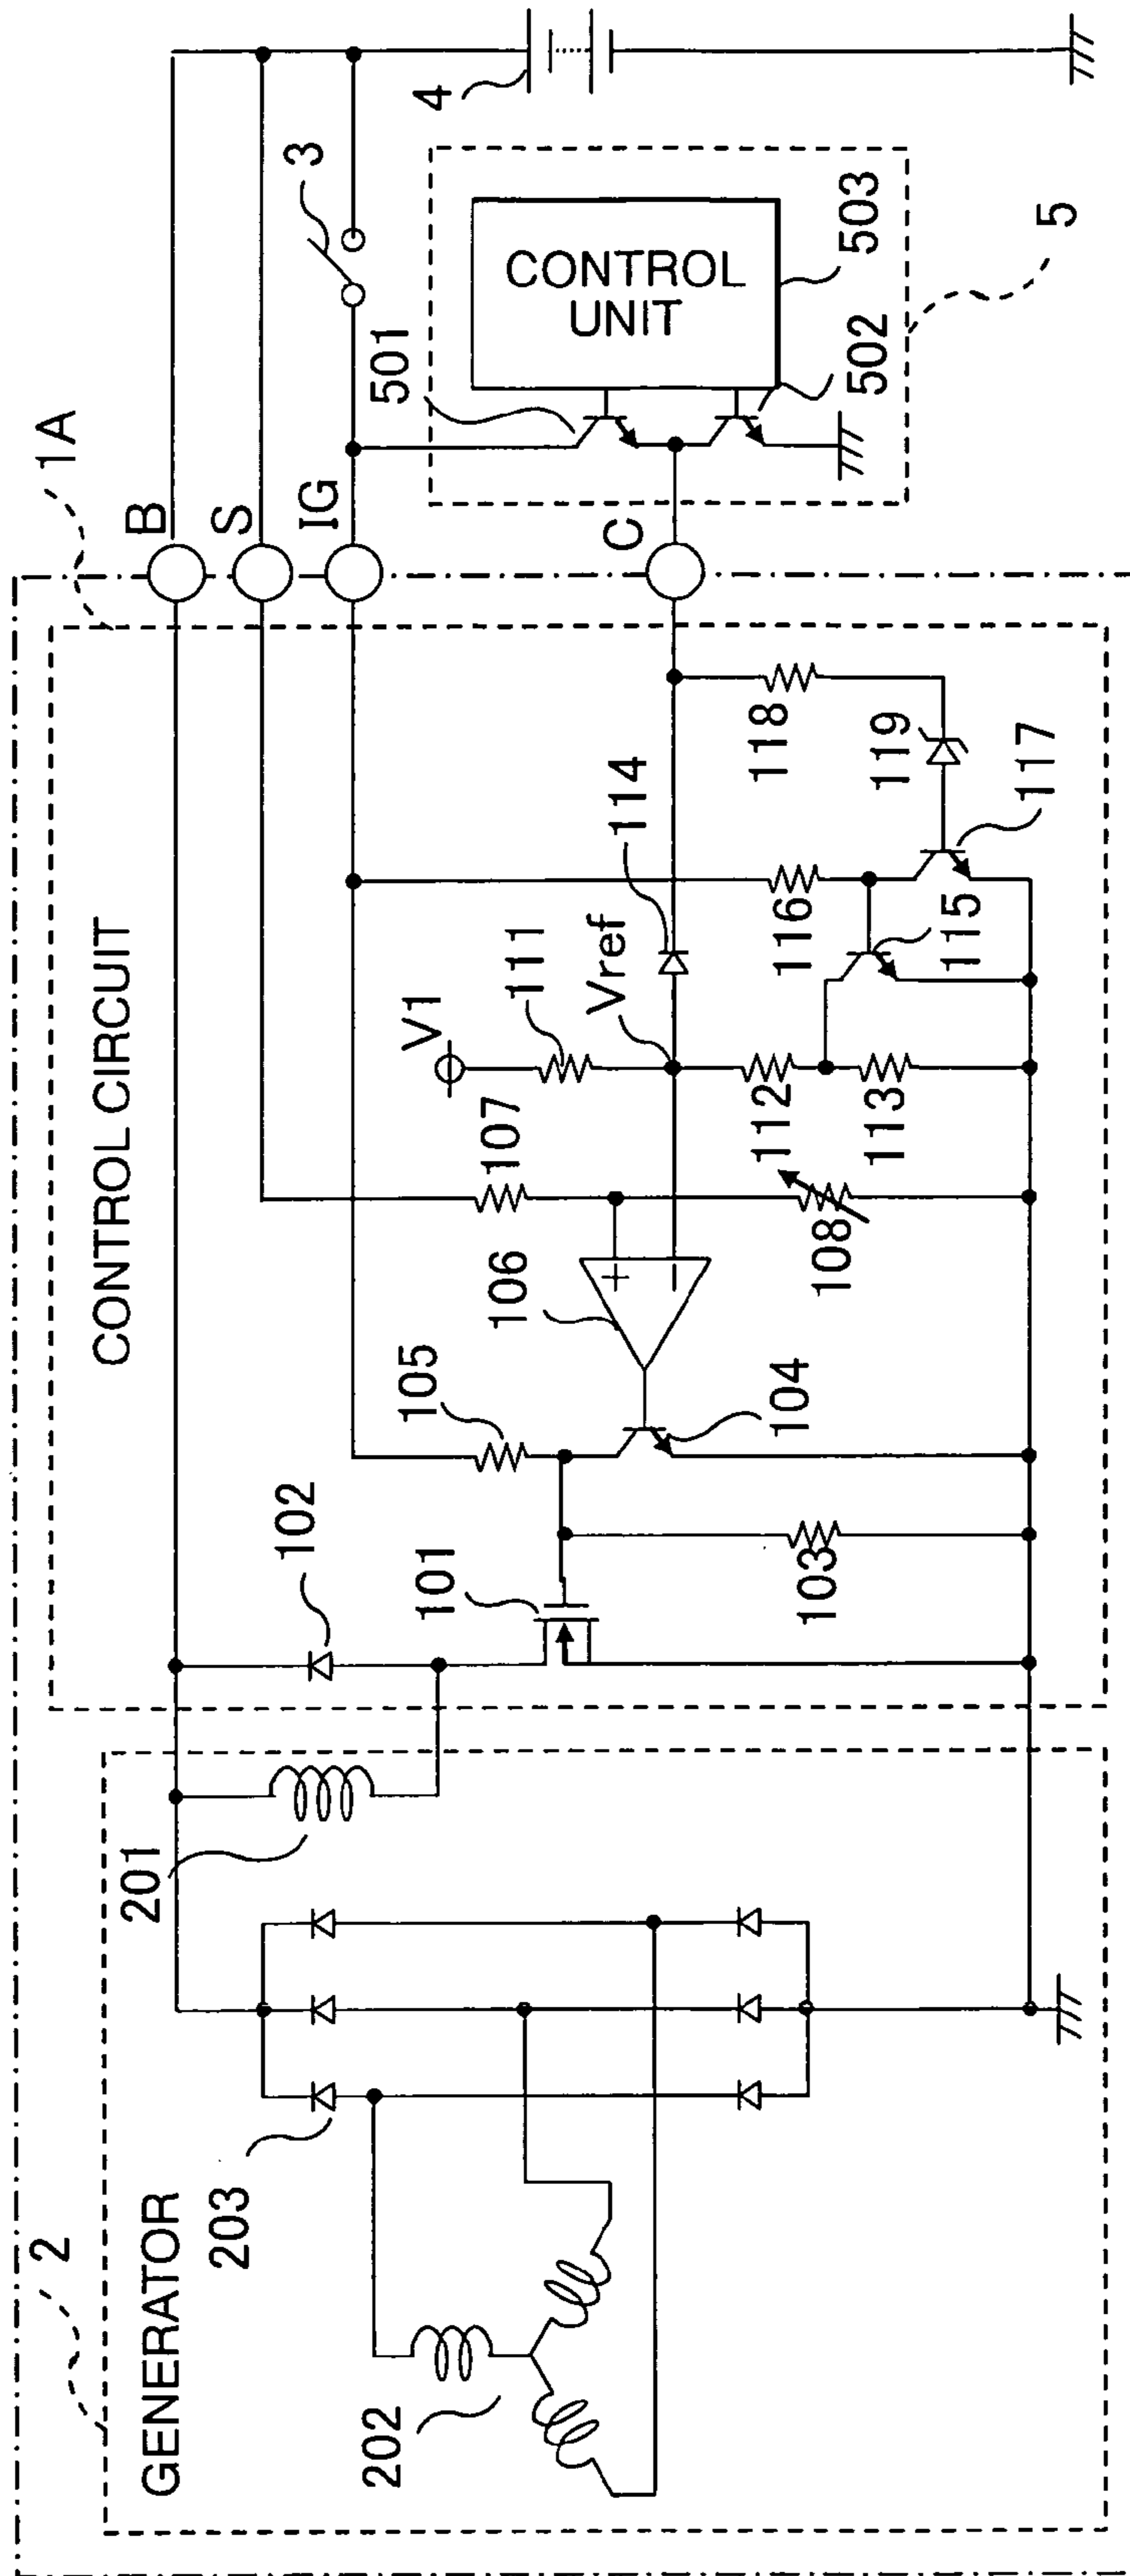 1A
B
S
IG
C
3
4
5
CONTROL
UNIT
501
502
503
CONTROL CIRCUIT
V1
Vref
101
102
103
104
105
106
107
108
111
112
113
114
115
116
117
118
119
+
−
2
GENERATOR
201
202
203